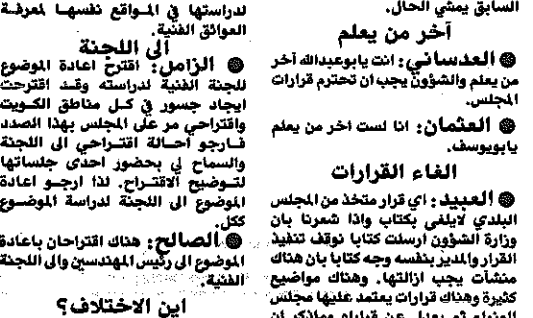 السابق يمشي الحال.
آخر من يعلم
● العدساني: انت يابوعبدالله آخر
من يعلم والشؤون يجب ان تحترم قرارات
المجلس.
● العثمان: انا لست اخر من يعلم
يابويوسف.
الغاء القرارات
● العبيد: اي قرار متخذ من المجلس
البلدي لايلغى بكتاب واذا شعرنا بان
وزارة الشؤون ارسلت كتابا نوقف تنفيذ
القرار والمدير بنفسه وجه كتابا بان هناك
منشآت يجب ازالتها. وهناك مواضيع
كثيرة وهناك قرارات يعتمد عليها مجلس
لدراستها في المواقع نفسها لمعرفة
العوائق الفنية.
الى اللجنة
● الزامل: اقترح اعادة الموضوع
للجنة الفنية لدراسته وقد اقترحت
ايجاد جسور في كل مناطق الكويت
واقتراحي مر على المجلس بهذا الصدد
فارجو احالة اقتراحي الى اللجنة
والسماح لي بحضور احدى جلساتها
لتوضيح الاقتراح. لذا ارجو اعادة
الموضوع الى اللجنة لدراسة الموضوع
ككل.
● الصالح: هناك اقتراحان باعادة
الموضوع الى رئيس المهندسين والى اللجنة
الفنية.
اين الاختلاف؟